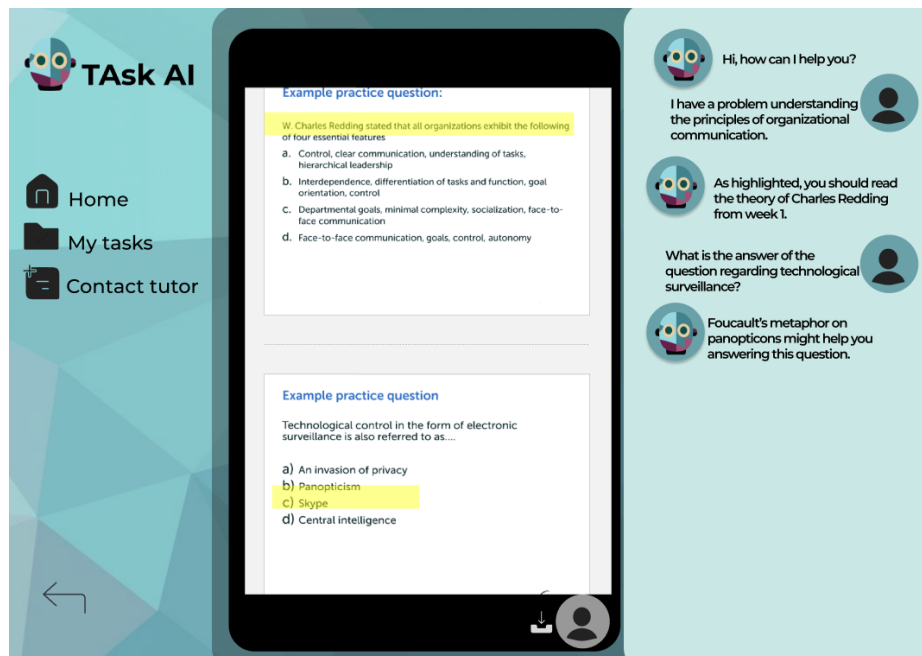 TAsk AI
Home
My tasks
Contact tutor
Example practice question:
W. Charles Redding stated that all organizations exhibit the following
of four essential features
a. Control, clear communication, understanding of tasks,
hierarchical leadership
b. Interdependence, differentiation of tasks and function, goal
orientation, control
c. Departmental goals, minimal complexity, socialization, face-to-
face communication
d. Face-to-face communication, goals, control, autonomy
Example practice question
Technological control in the form of electronic
surveillance is also referred to as....
a) An invasion of privacy
b) Panopticism
c) Skype
d) Central intelligence
Hi, how can I help you?
I have a problem understanding
the principles of organizational
communication.
As highlighted, you should read
the theory of Charles Redding
from week 1.
What is the answer of the
question regarding technological
surveillance?
Foucault's metaphor on
panopticons might help you
answering this question.